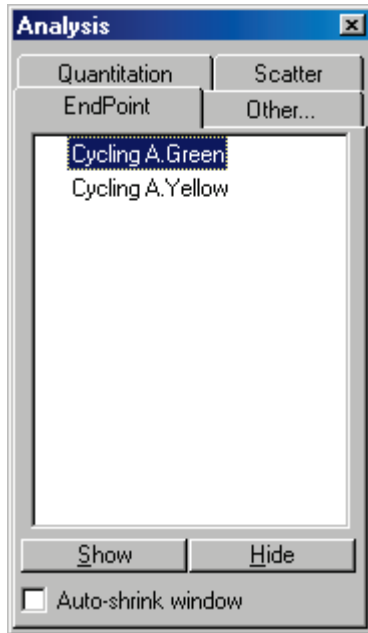 Analysis
Quantitation Scatter
EndPoint Other...
Cycling A.Green
Cycling A.Yellow
Show Hide
Auto-shrink window